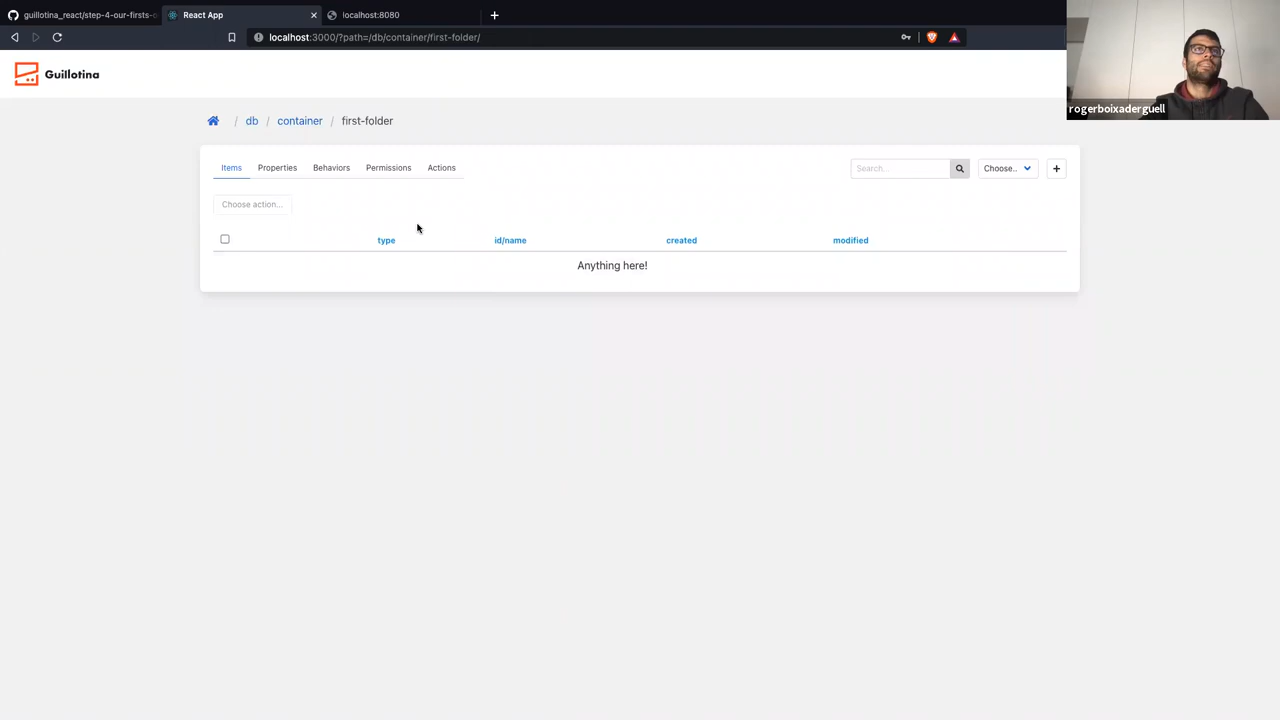 guillotina_react/step-4-our-firsts-
React App
localhost:8080
localhost:3000/?path=/db/container/first-folder/
rogerboixaderguell
Guillotina
/ db / container / first-folder
Items Properties Behaviors Permissions Actions
Search... Choose..
Choose action...
type id/name created modified
Anything here!